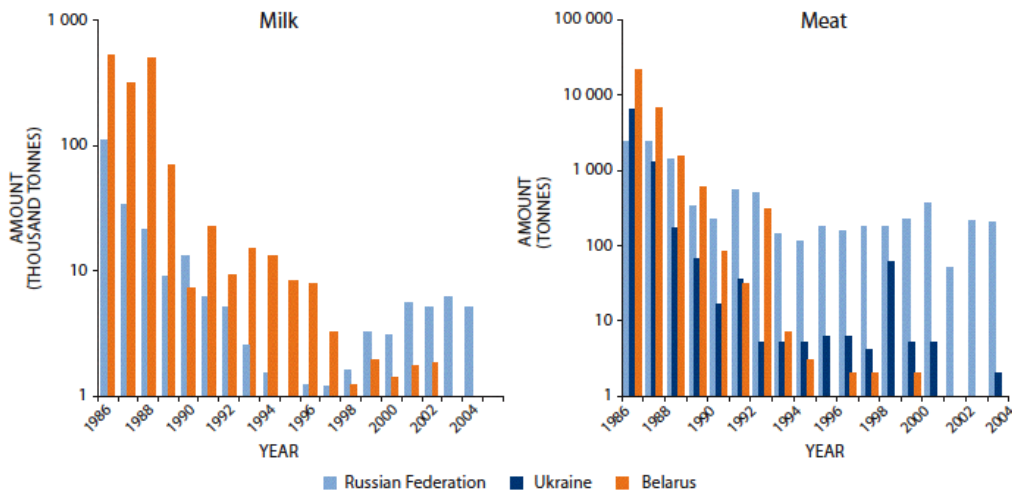 Milk
AMOUNT
(THOUSAND TONNES)
1 000
100
10
1
1986 1988 1990 1992 1994 1996 1998 2000 2002 2004
YEAR
Meat
AMOUNT
(TONNES)
100 000
10 000
1 000
100
10
1
1986 1988 1990 1992 1994 1996 1998 2000 2002 2004
YEAR
Russian Federation Ukraine Belarus